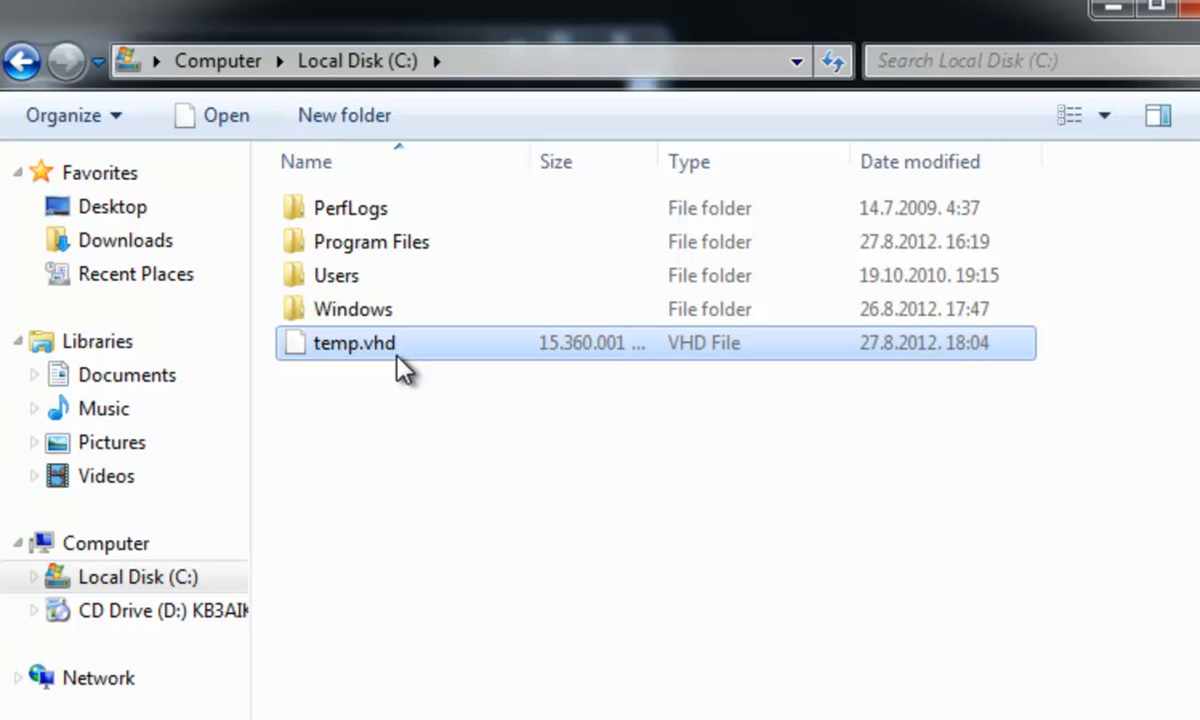 Computer Local Disk (C:)
Search Local Disk (C:)
Organize Open New folder
Name Size Type Date modified
PerfLogs File folder 14.7.2009. 4:37
Program Files File folder 27.8.2012. 16:19
Users File folder 19.10.2010. 19:15
Windows File folder 26.8.2012. 17:47
temp.vhd 15.360.001 ... VHD File 27.8.2012. 18:04
Favorites
Desktop
Downloads
Recent Places
Libraries
Documents
Music
Pictures
Videos
Computer
Local Disk (C:)
CD Drive (D:) KB3AIK
Network